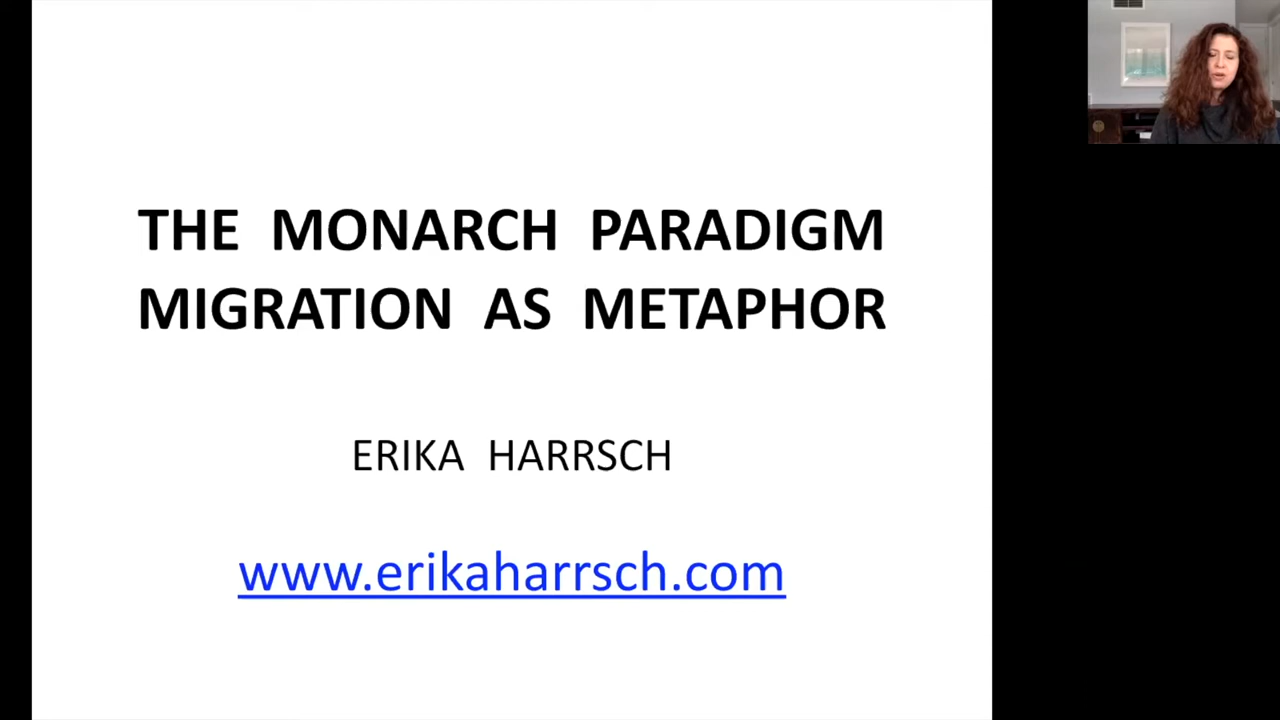 THE MONARCH PARADIGM
MIGRATION AS METAPHOR
ERIKA HARRSCH
www.erikaharrsch.com